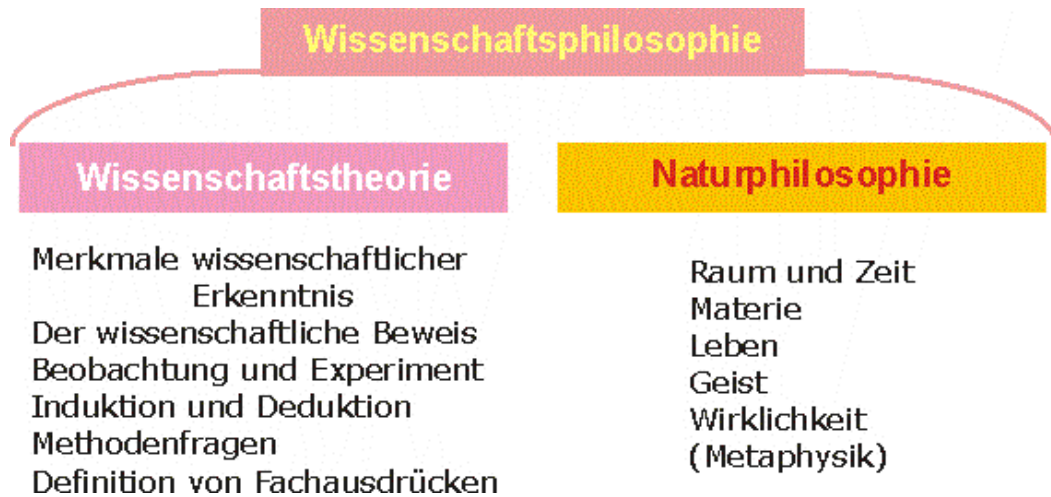 Wissenschaftsphilosophie
Wissenschaftstheorie
Merkmale wissenschaftlicher
Erkenntnis
Der wissenschaftliche Beweis
Beobachtung und Experiment
Induktion und Deduktion
Methodenfragen
Definition von Fachausdrücken
Naturphilosophie
Raum und Zeit
Materie
Leben
Geist
Wirklichkeit
(Metaphysik)